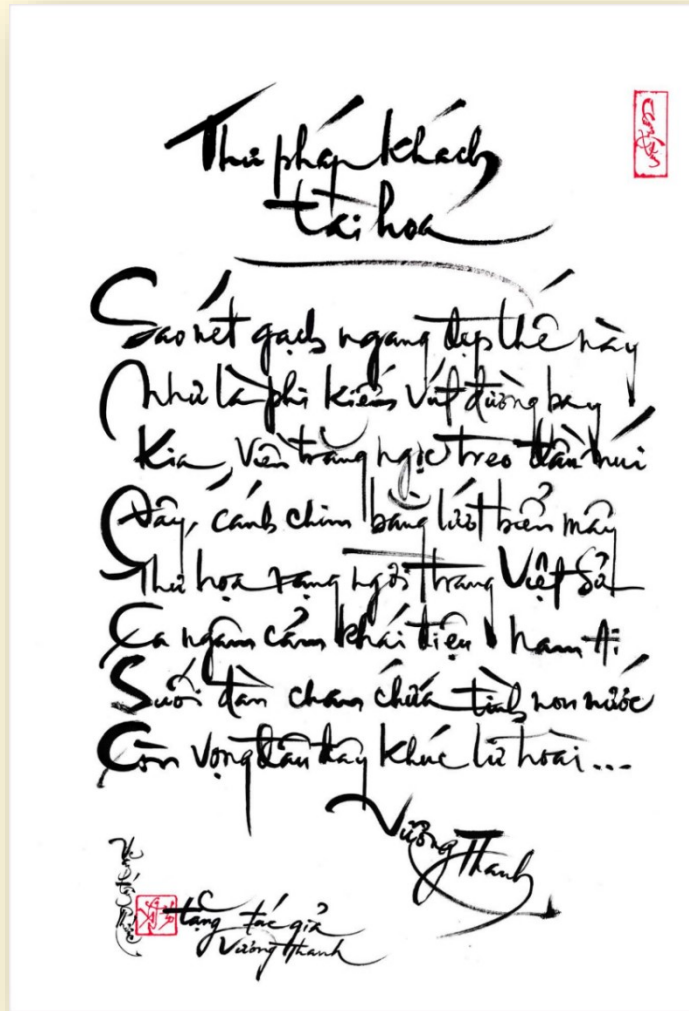 Thư pháp khách
tài hoa
Sao nét gạch ngang đẹp thế này
Như là phi kiếm vút đường bay
Kia, viên trăng ngọc treo đầu núi
Đây, cánh chim bằng lướt biển mây
Thư họa rạng ngời trang Việt Sử
Ca ngâm cảm khái điệu Nam Ai
Suối đàn chan chứa tình non nước
Còn vọng đâu đây khúc lữ hoài...
Vương Thanh
tặng tác giả
Vương Thanh